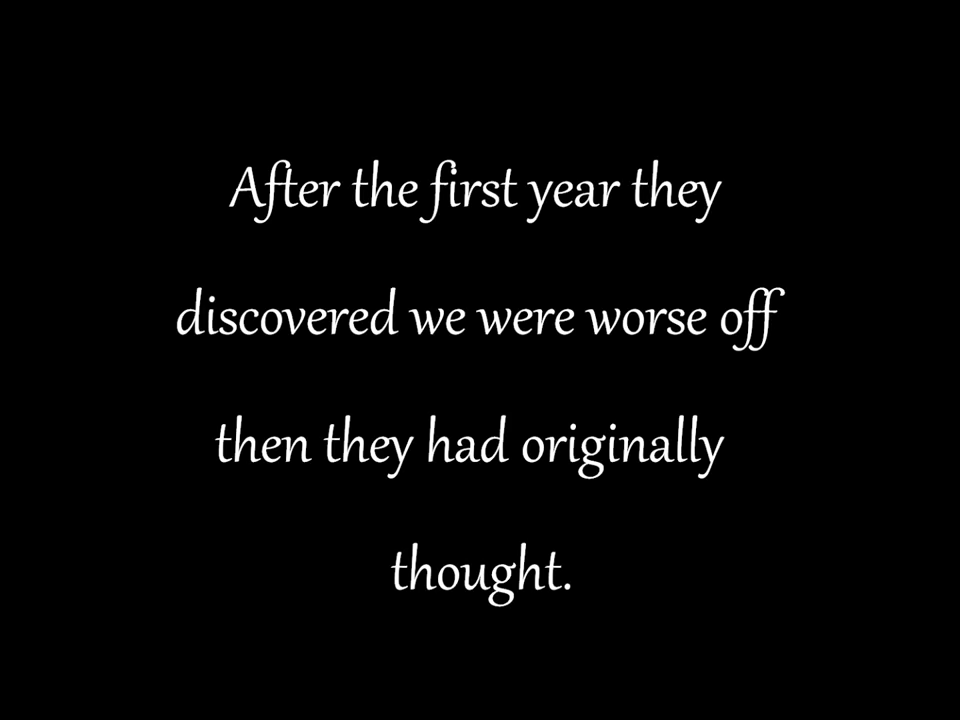 After the first year they
discovered we were worse off
then they had originally
thought.